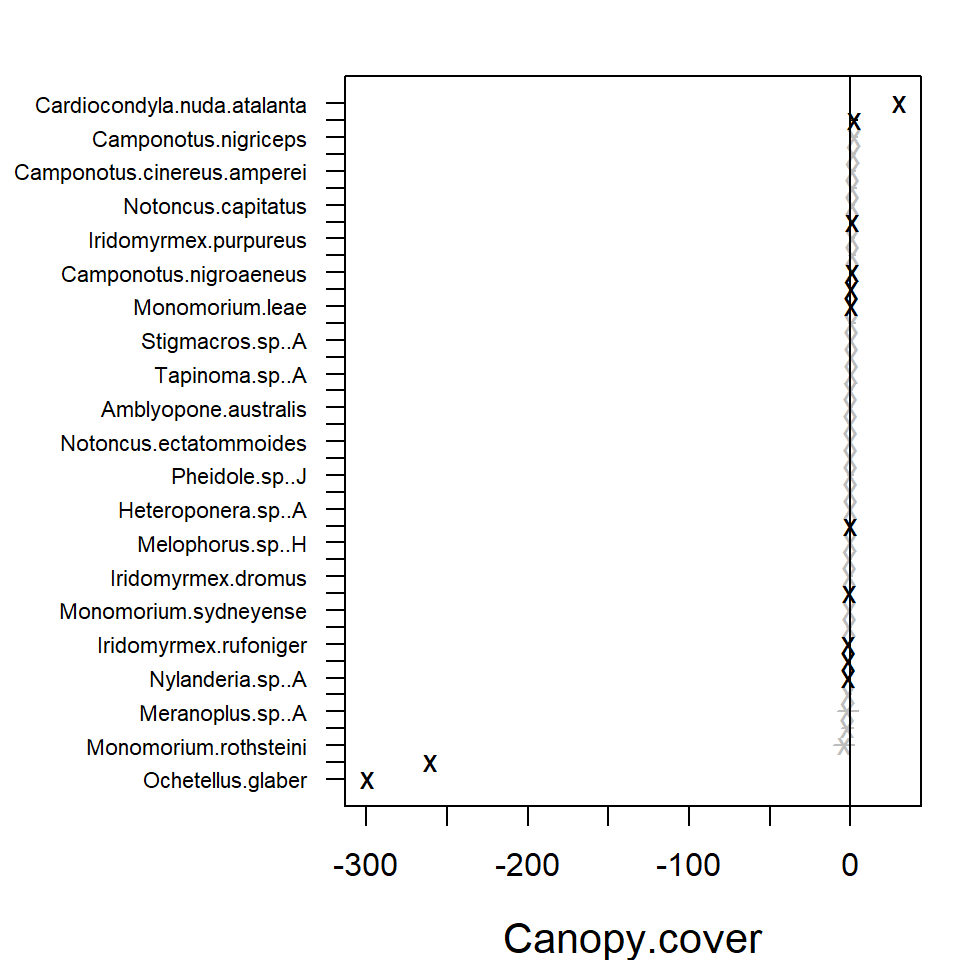 Cardiocondyla.nuda.atalanta
Camponotus.nigriceps
Camponotus.cinereus.amperei
Notoncus.capitatus
Iridomyrmex.purpureus
Camponotus.nigroaeneus
Monomorium.leae
Stigmacros.sp..A
Tapinoma.sp..A
Amblyopone.australis
Notoncus.ectatommoides
Pheidole.sp..J
Heteroponera.sp..A
Melophorus.sp..H
Iridomyrmex.dromus
Monomorium.sydneyense
Iridomyrmex.rufoniger
Nylanderia.sp..A
Meranoplus.sp..A
Monomorium.rothsteini
Ochetellus.glaber
-300 -200 -100 0
Canopy.cover